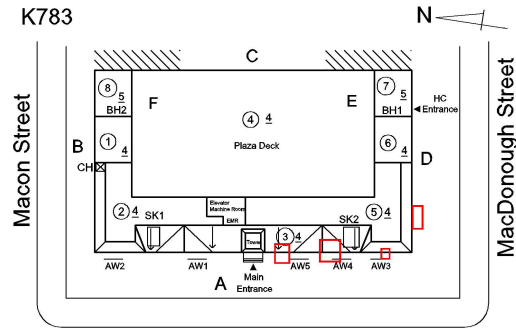 K783
N
A
C
8
5
BH2
F
E
7
5
BH1
HC
Entrance
4 4
Plaza Deck
B
1
4
6
4
D
CH
Macon Street
MacDonough Street
Elevator
Machine Room
EMR
2 4
SK1
3 4
SK2
5 4
Tower
AW2
AW1
AW5
AW4
AW3
A
Main
Entrance